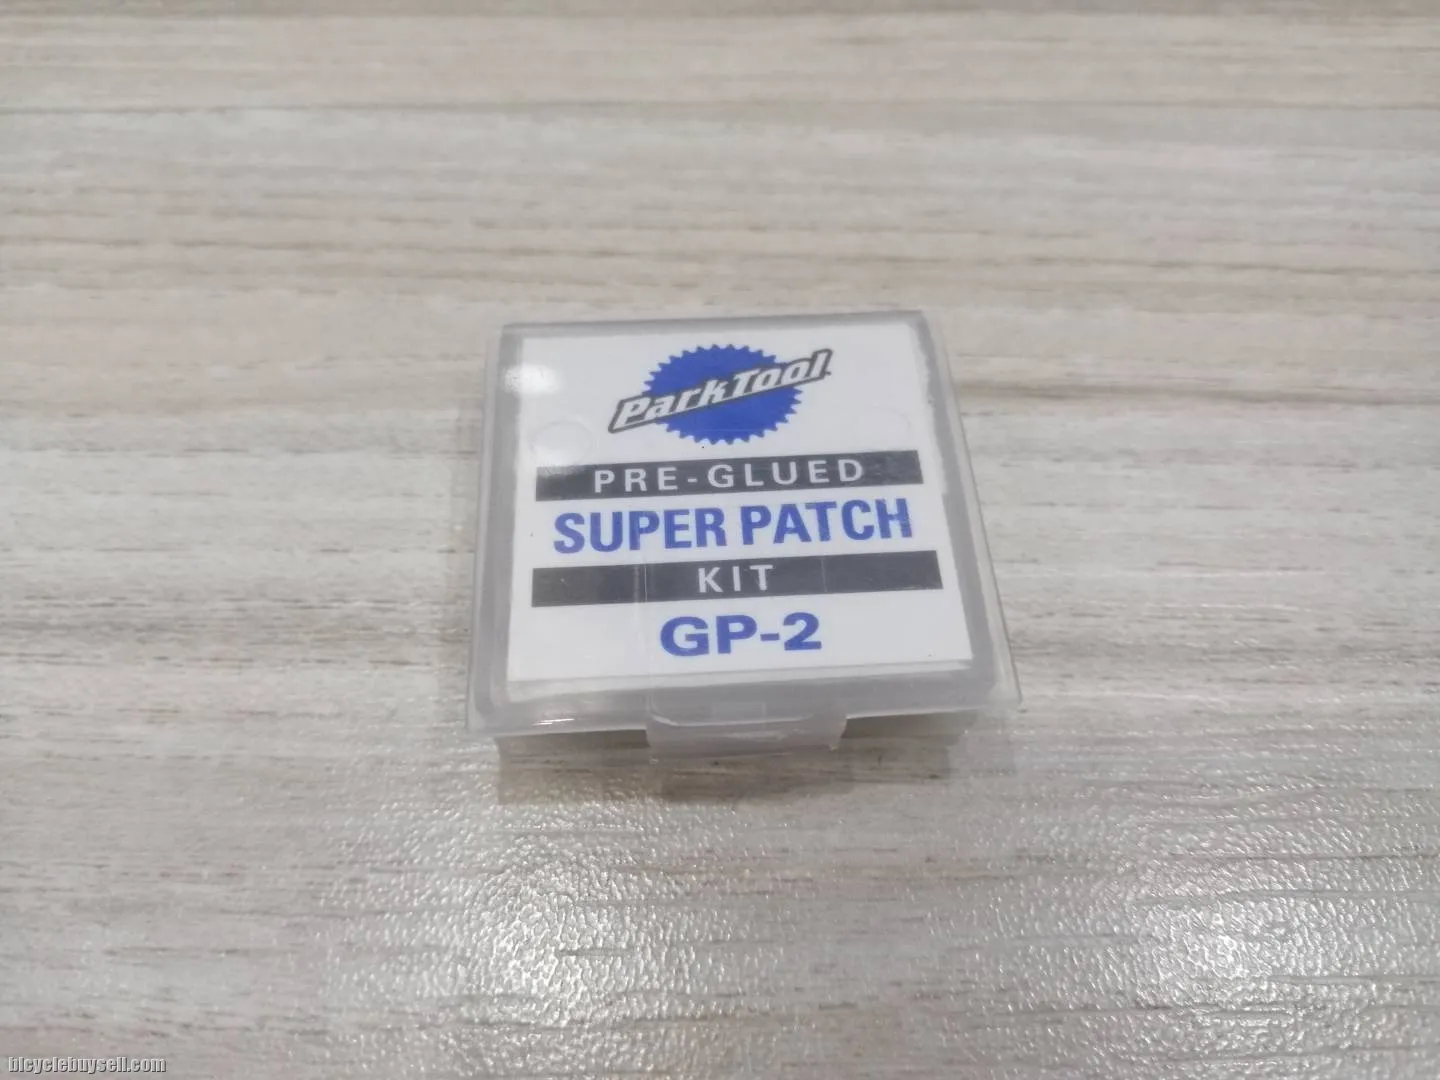 ParkTool
PRE-GLUED
SUPER PATCH
KIT
GP-2
bicyclebuysell.com